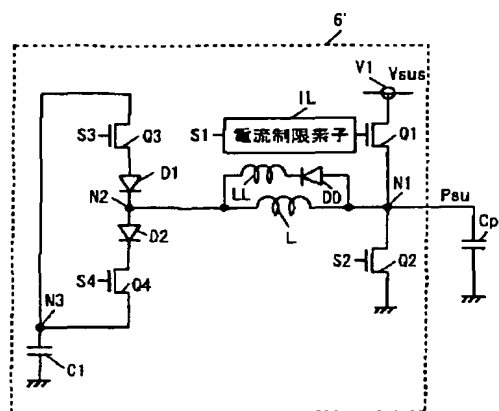 6'
V1
Vsus
IL
S3
Q3
S1
電流制限素子
Q1
D1
LL
DD
N1
N2
Psu
Cp
D2
L
S2
Q2
S4
Q4
N3
C1